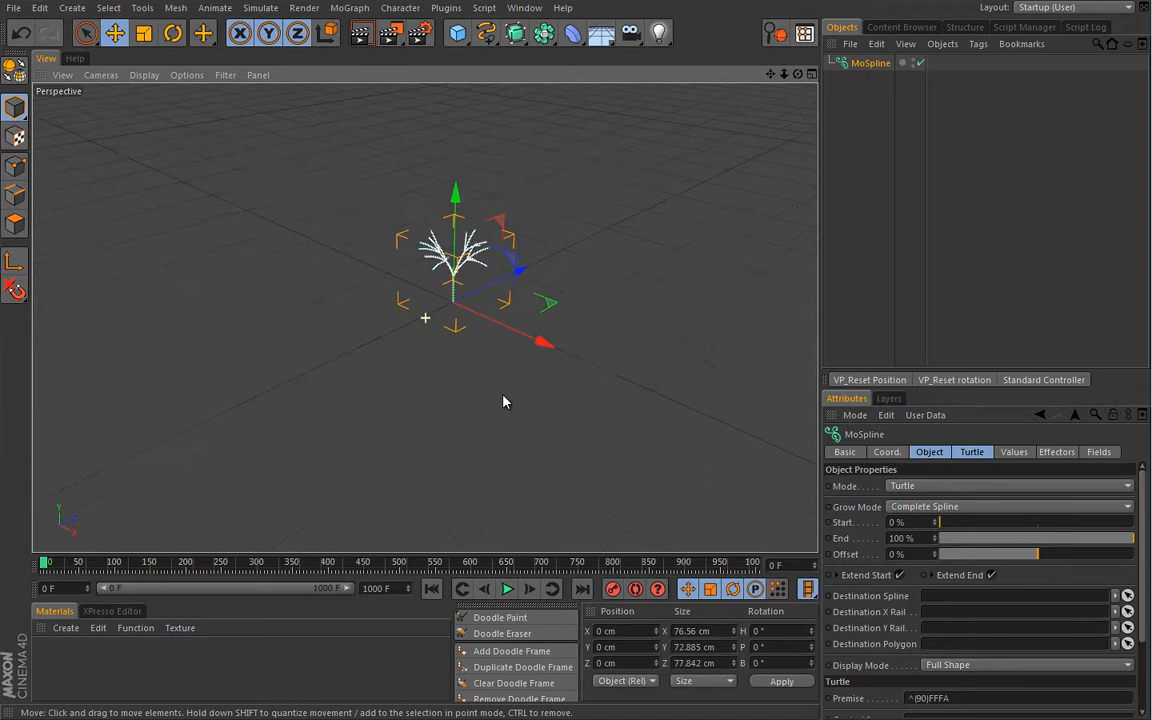 File Edit Create Select Tools Mesh Animate Simulate Render MoGraph Character Plugins Script Window Help
Layout: Startup (User)
X Y Z
Objects Content Browser Structure Script Manager Script Log
File Edit View Objects Tags Bookmarks
MoSpline
View Help
View Cameras Display Options Filter Panel
Perspective
Y
Z
X
VP_Reset Position VP_Reset rotation Standard Controller
Attributes Layers
Mode Edit User Data
MoSpline
Basic Coord. Object Turtle Values Effectors Fields
Object Properties
Mode . . . . . Turtle
Grow Mode Complete Spline
Start. . . . . 0 %
End . . . . . 100 %
Offset . . . . 0 %
Extend Start Extend End
Destination Spline
Destination X Rail . .
Destination Y Rail. . .
Destination Polygon
Display Mode . Full Shape
Turtle
Premise . . . . ^(90)FFFA
0 50 100 150 200 250 300 350 400 450 500 550 600 650 700 750 800 850 900 950 100
0 F
0 F 0 F 1000 F 1000 F
P
Materials XPresso Editor
Create Edit Function Texture
Doodle Paint
Doodle Eraser
Add Doodle Frame
Duplicate Doodle Frame
Clear Doodle Frame
Remove Doodle Frame
Position Size Rotation
X 0 cm X 76.56 cm H 0 °
Y 0 cm Y 72.885 cm P 0 °
Z 0 cm Z 77.842 cm B 0 °
Object (Rel) Size Apply
MAXON
CINEMA 4D
Move: Click and drag to move elements. Hold down SHIFT to quantize movement / add to the selection in point mode, CTRL to remove.